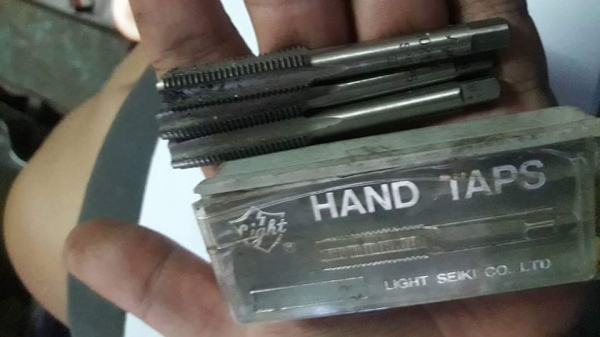 HAND TAPS
Light ®
LIGHT SEIKI CO. LTD